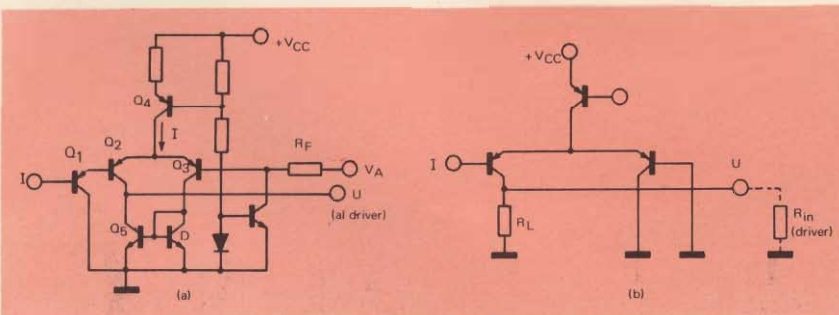 +VCC
Q4
I
Q1
Q2
Q3
RF
I
VA
U
(al driver)
Q5
D
(a)
+VCC
I
U
RL
Rin
(driver)
(b)